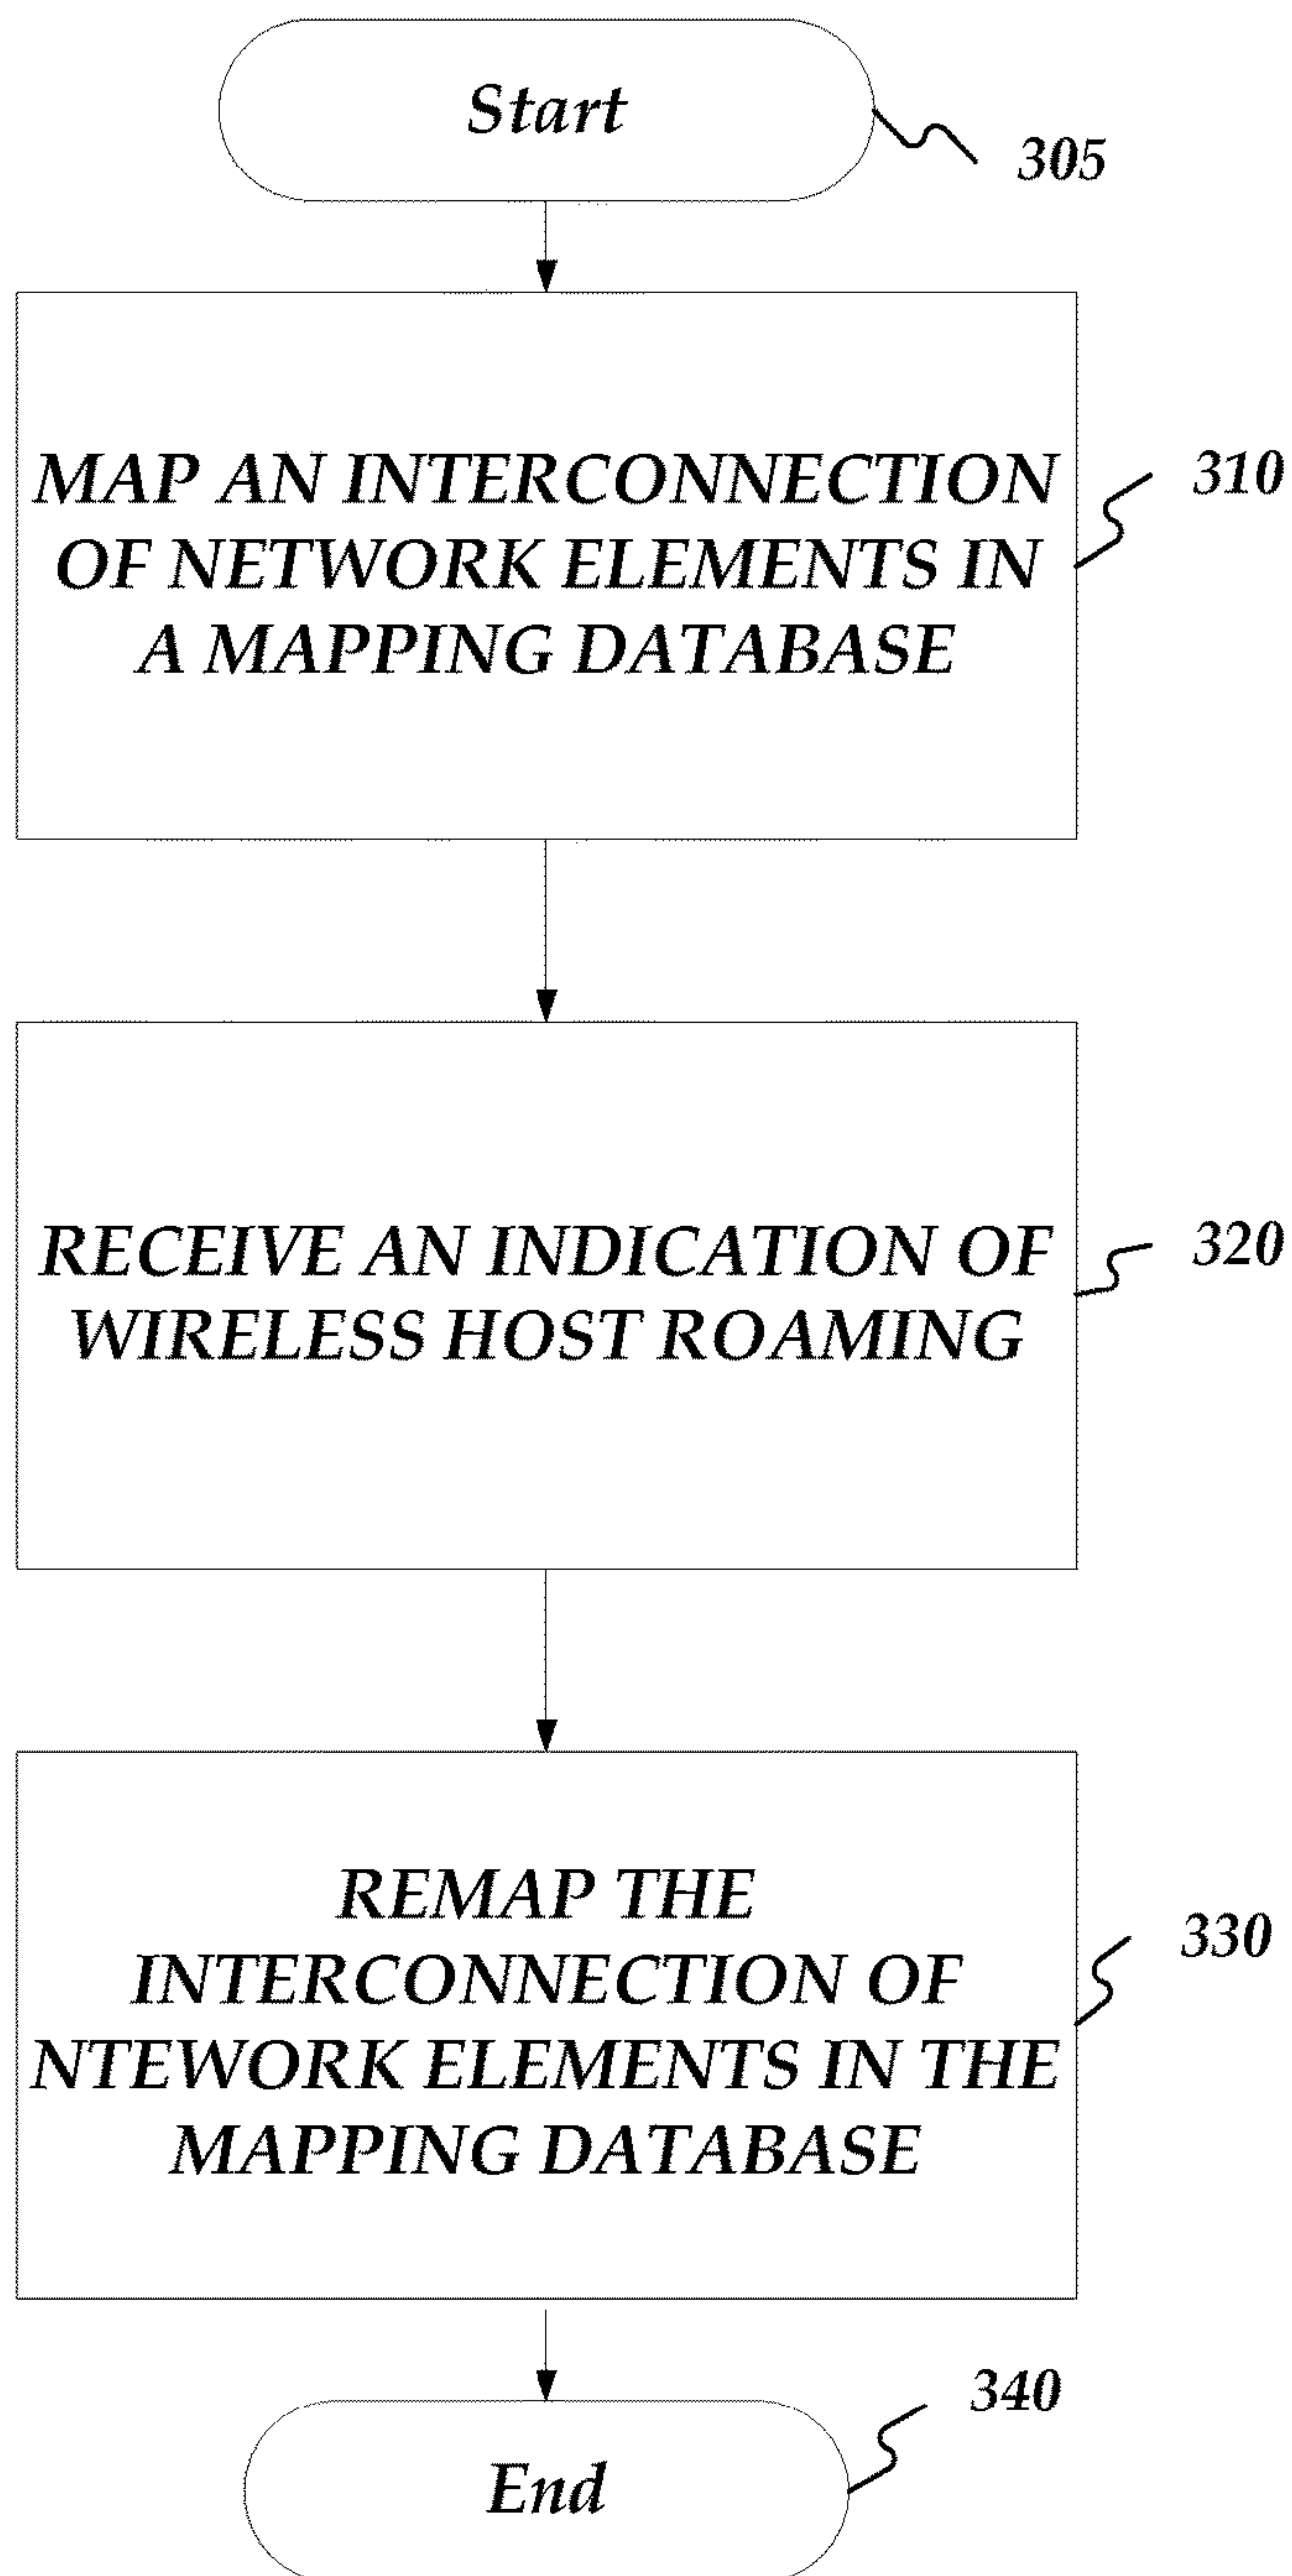 Start
305
MAP AN INTERCONNECTION
OF NETWORK ELEMENTS IN
A MAPPING DATABASE
310
RECEIVE AN INDICATION OF
WIRELESS HOST ROAMING
320
REMAP THE
INTERCONNECTION OF
NTEWORK ELEMENTS IN THE
MAPPING DATABASE
330
End
340